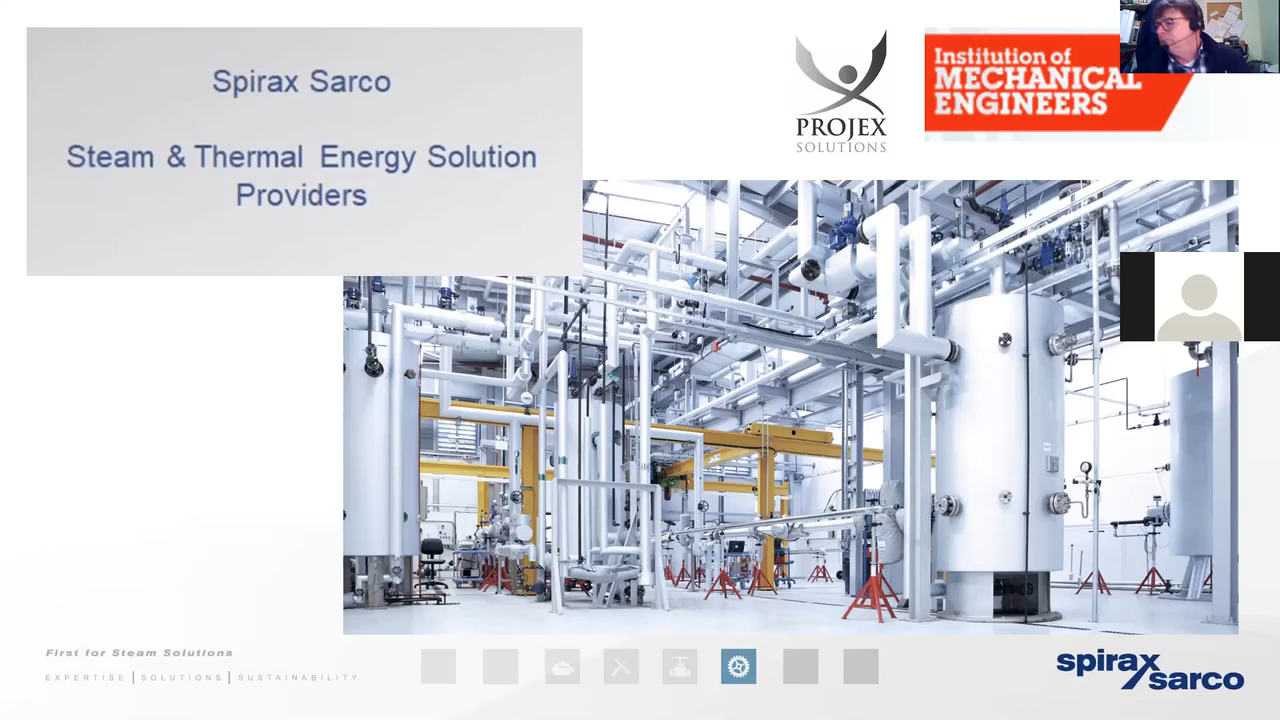 Spirax Sarco
Steam & Thermal Energy Solution
Providers
PROJEX
SOLUTIONS
Institution of
MECHANICAL
ENGINEERS
First for Steam Solutions
EXPERTISE | SOLUTIONS | SUSTAINABILITY
spirax
sarco